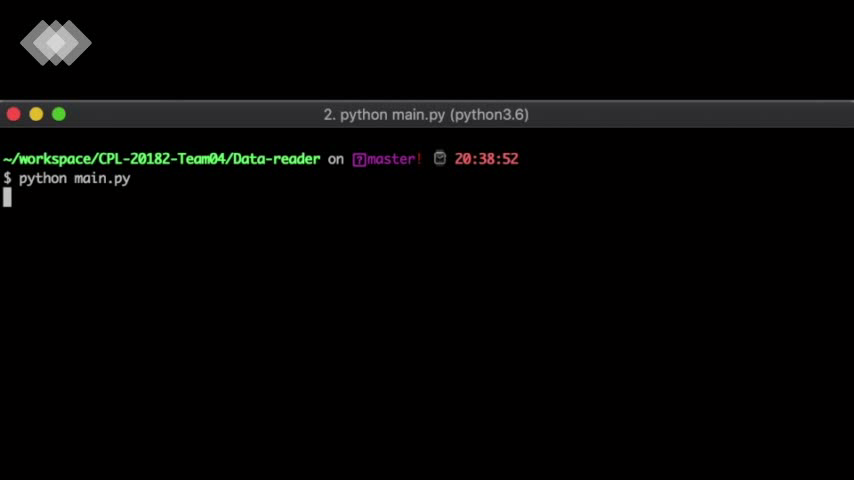 2. python main.py (python3.6)
~/workspace/CPL-20182-Team04/Data-reader on master! 20:38:52
$ python main.py